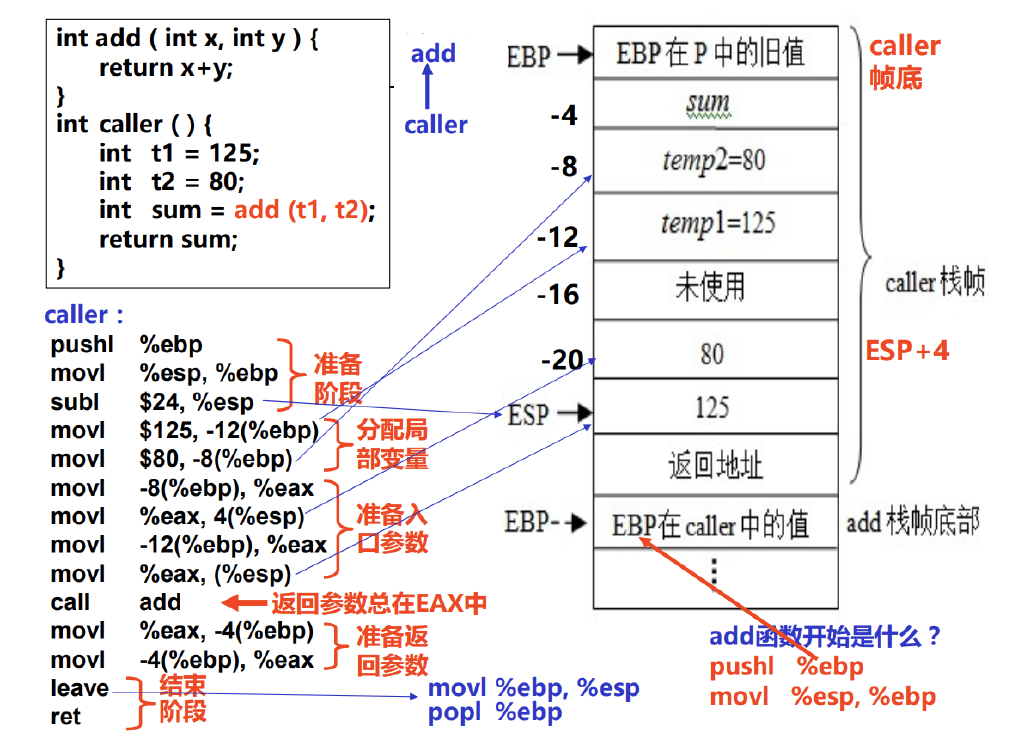 int add ( int x, int y ) {
return x+y;
}
int caller ( ) {
int t1 = 125;
int t2 = 80;
int sum = add (t1, t2);
return sum;
}
add
caller
caller：
pushl %ebp
movl %esp, %ebp
subl $24, %esp
movl $125, -12(%ebp)
movl $80, -8(%ebp)
movl -8(%ebp), %eax
movl %eax, 4(%esp)
movl -12(%ebp), %eax
movl %eax, (%esp)
call add
movl %eax, -4(%ebp)
movl -4(%ebp), %eax
leave
ret
准备
阶段
分配局
部变量
准备入
口参数
返回参数总在EAX中
准备返
回参数
结束
阶段
movl %ebp, %esp
popl %ebp
EBP
EBP在P中的旧值
-4
sum
-8
temp2=80
-12
temp1=125
-16
未使用
-20
80
ESP
125
返回地址
EBP-
EBP在caller中的值
⋮
caller
帧底
caller栈帧
ESP+4
add栈帧底部
add函数开始是什么？
pushl %ebp
movl %esp, %ebp